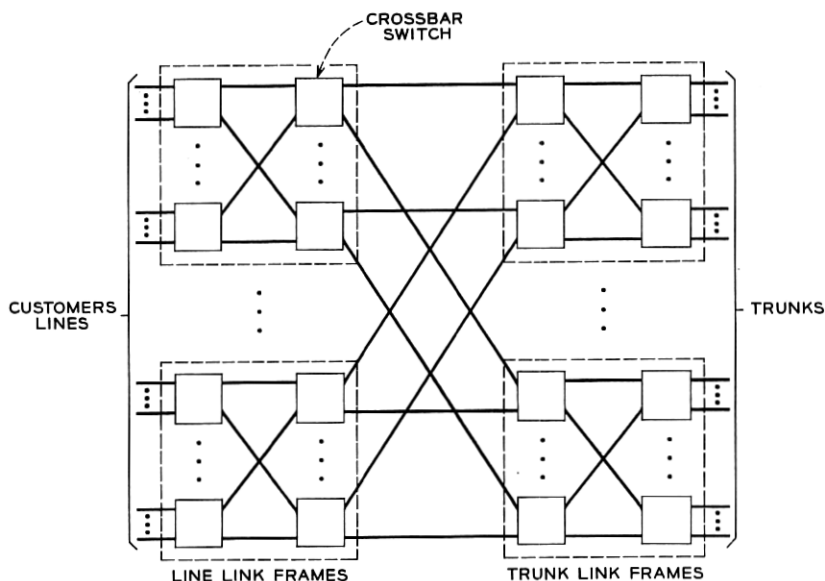 CROSSBAR
SWITCH
CUSTOMERS
LINES
TRUNKS
LINE LINK FRAMES
TRUNK LINK FRAMES